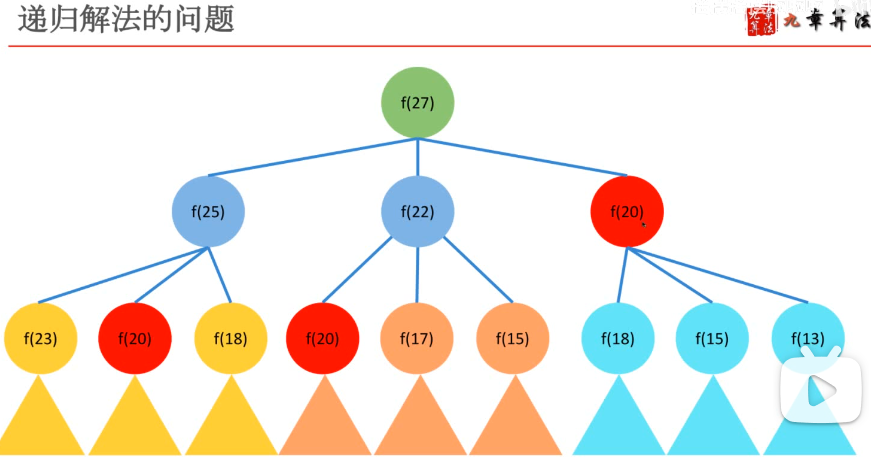 递归解法的问题
九章算法
f(27)
f(25)
f(22)
f(20)
f(23)
f(20)
f(18)
f(20)
f(17)
f(15)
f(18)
f(15)
f(13)